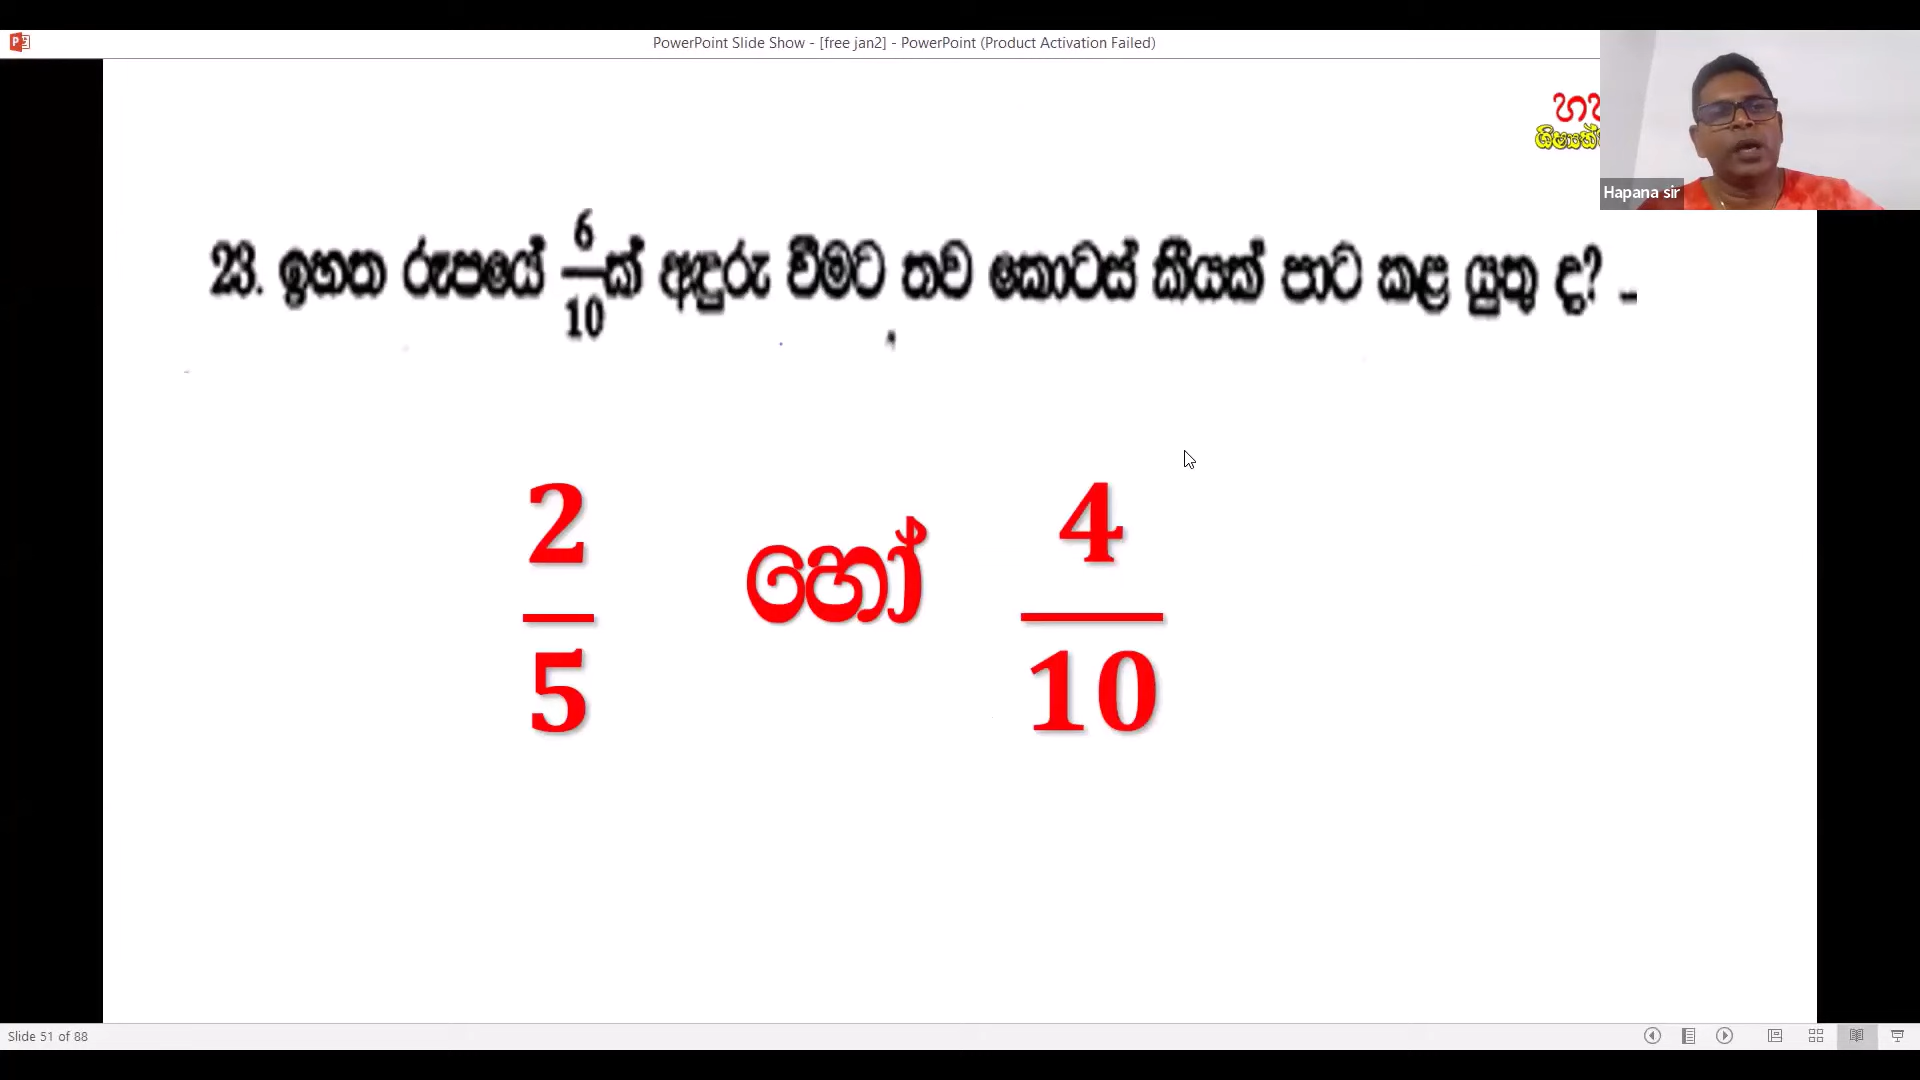 PowerPoint Slide Show - [free jan2] - PowerPoint (Product Activation Failed)
Hapana sir
23. ඉහත රූපයේ 6/10ක් අඳුරු වීමට තව කොටස් කීයක් පාට කළ යුතු ද? ...
2/5 හෝ 4/10
Slide 51 of 88